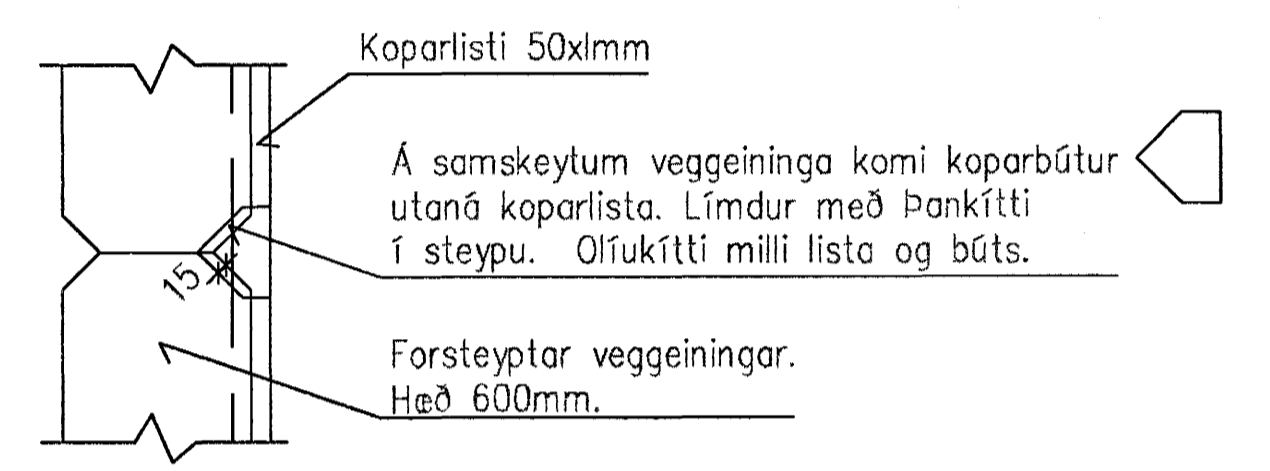 Koparlisti 50x1mm
Á samskeytum veggeininga komi koparbútur
utaná koparlista. Límdur með Þankítti
í steypu. Olíukítti milli lista og búts.
15
Forsteyptar veggeiningar.
Hæð 600mm.